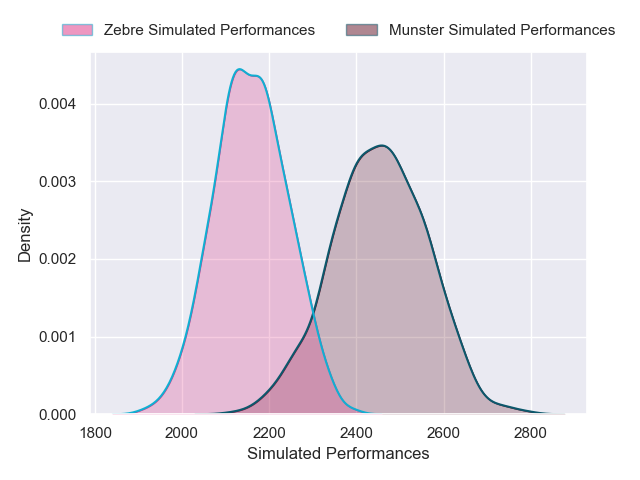 Zebre Simulated Performances Munster Simulated Performances
0.004
0.003
0.002
0.001
0.000
Density
1800 2000 2200 2400 2600 2800
Simulated Performances